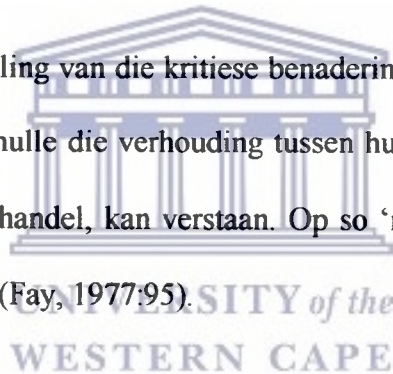 ling van die kritiese benaderin
hulle die verhouding tussen hu
handel, kan verstaan. Op so ‘n
(Fay, 1977:95).
UNIVERSITY of the
WESTERN CAPE